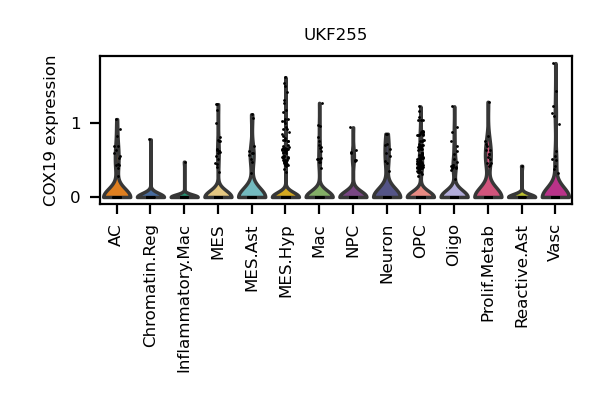 UKF255
COX19 expression
1
0
AC
Chromatin.Reg
Inflammatory.Mac
MES
MES.Ast
MES.Hyp
Mac
NPC
Neuron
OPC
Oligo
Prolif.Metab
Reactive.Ast
Vasc